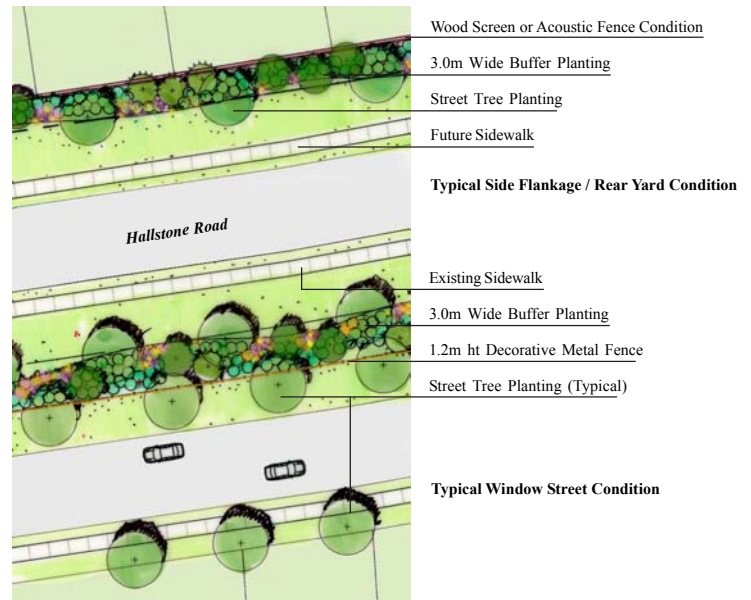 Wood Screen or Acoustic Fence Condition
3.0m Wide Buffer Planting
Street Tree Planting
Future Sidewalk
Typical Side Flankage / Rear Yard Condition
Hallstone Road
Existing Sidewalk
3.0m Wide Buffer Planting
1.2m ht Decorative Metal Fence
Street Tree Planting (Typical)
Typical Window Street Condition